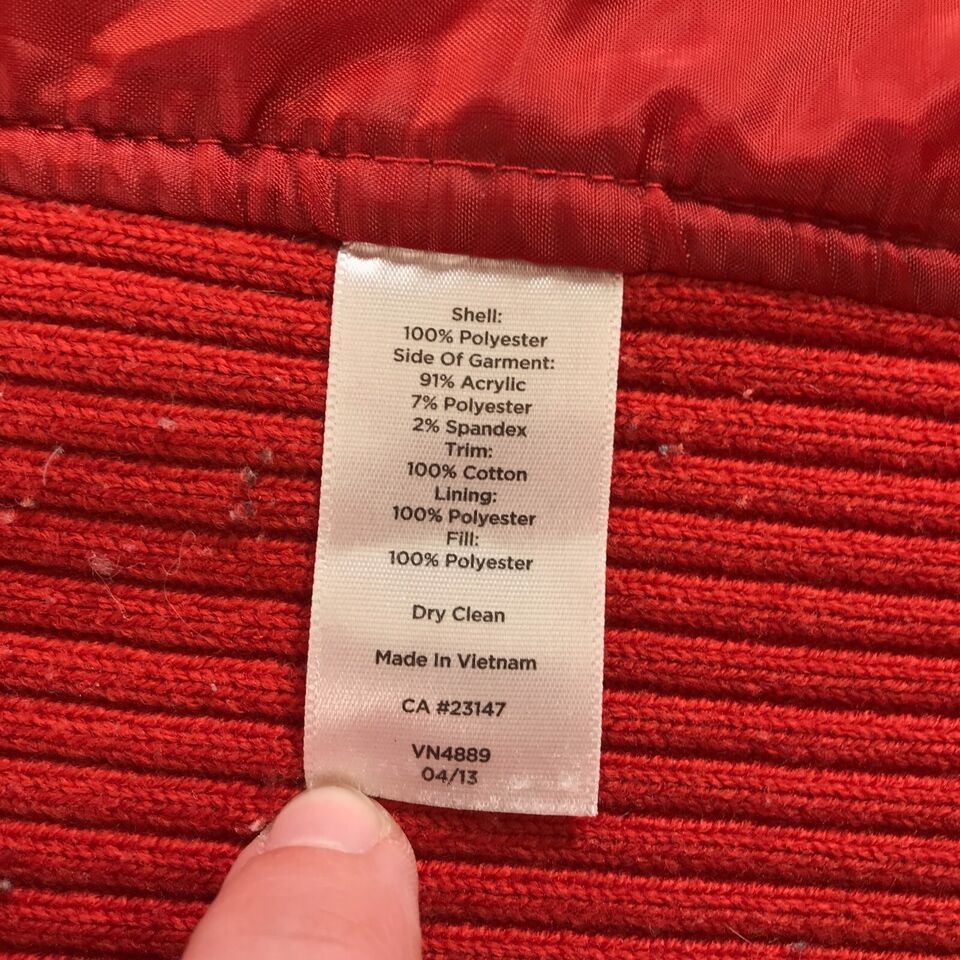 Shell:
100% Polyester
Side Of Garment:
91% Acrylic
7% Polyester
2% Spandex
Trim:
100% Cotton
Lining:
100% Polyester
Fill:
100% Polyester
Dry Clean
Made In Vietnam
CA #23147
VN4889
04/13